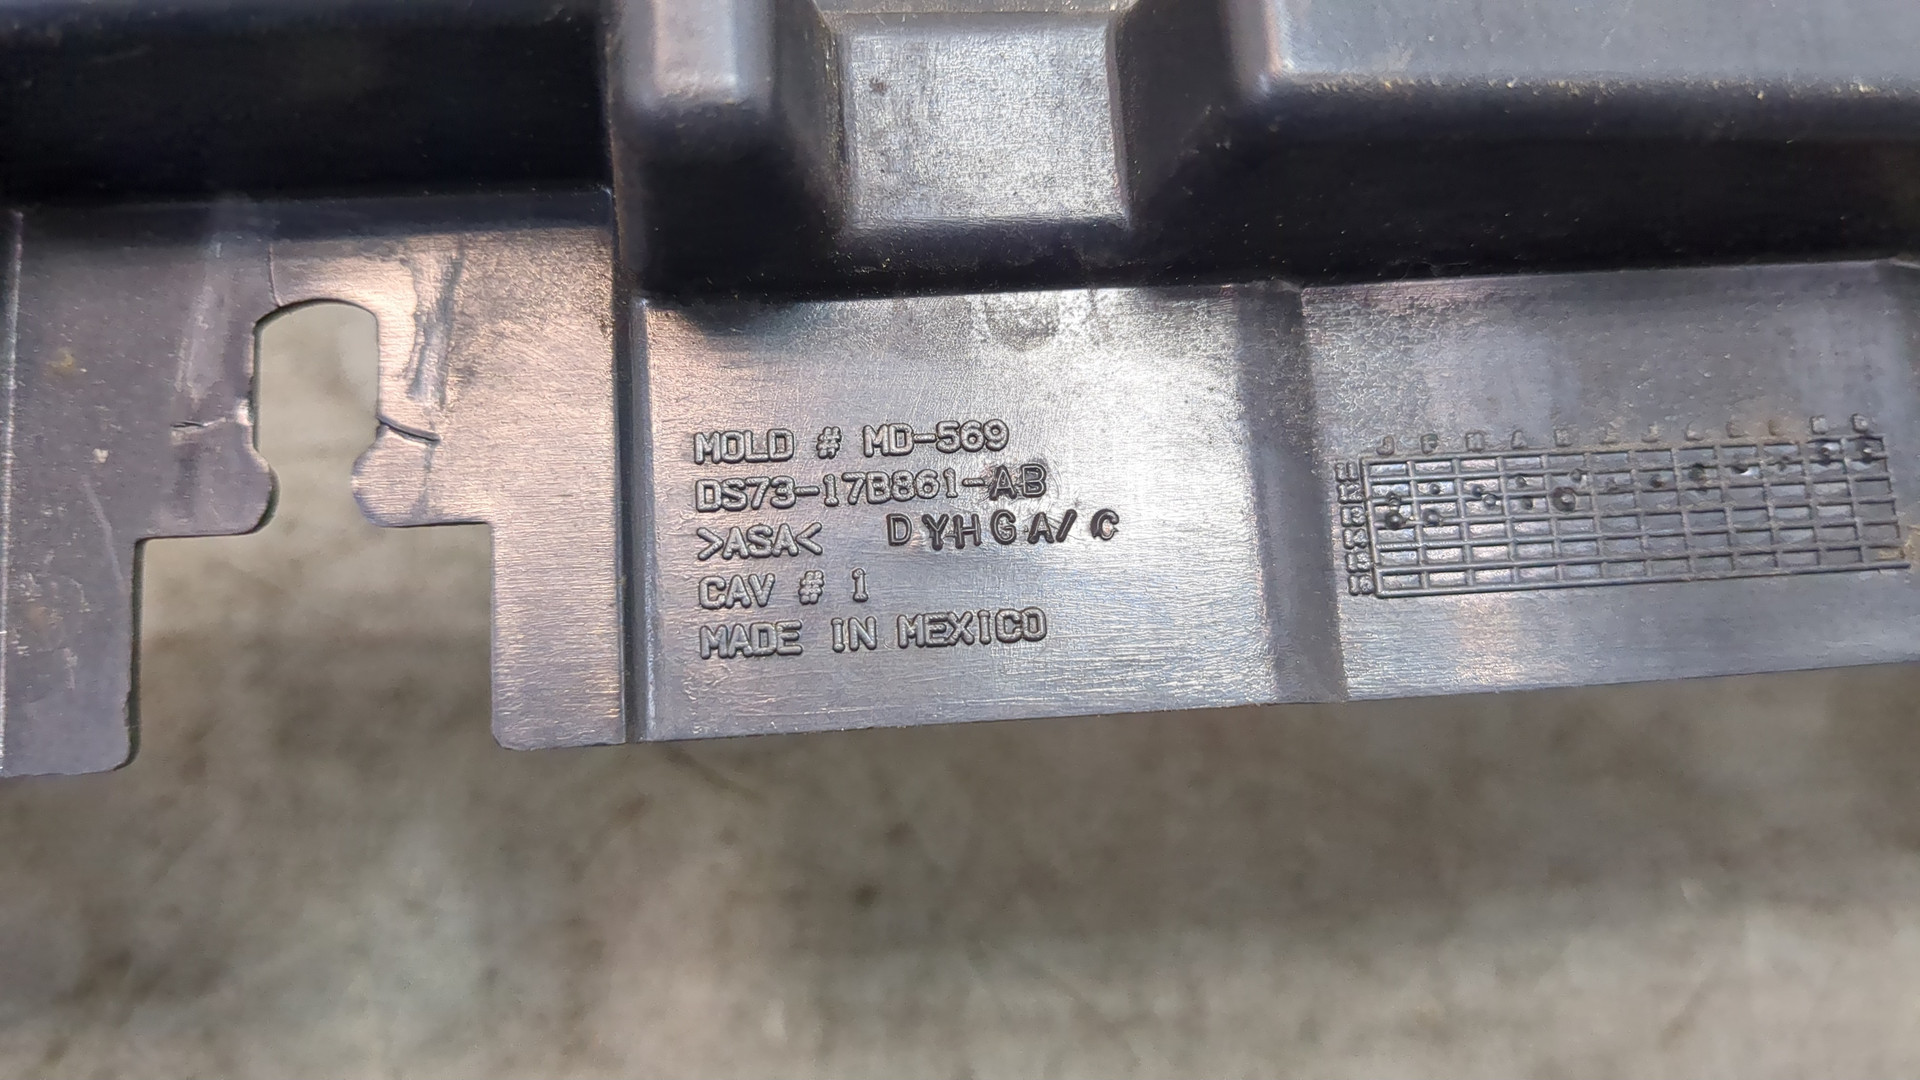 MOLD # MD-569
DS73-17B861-AB
>ASA< DYHGA/C
CAV # 1
MADE IN MEXICO